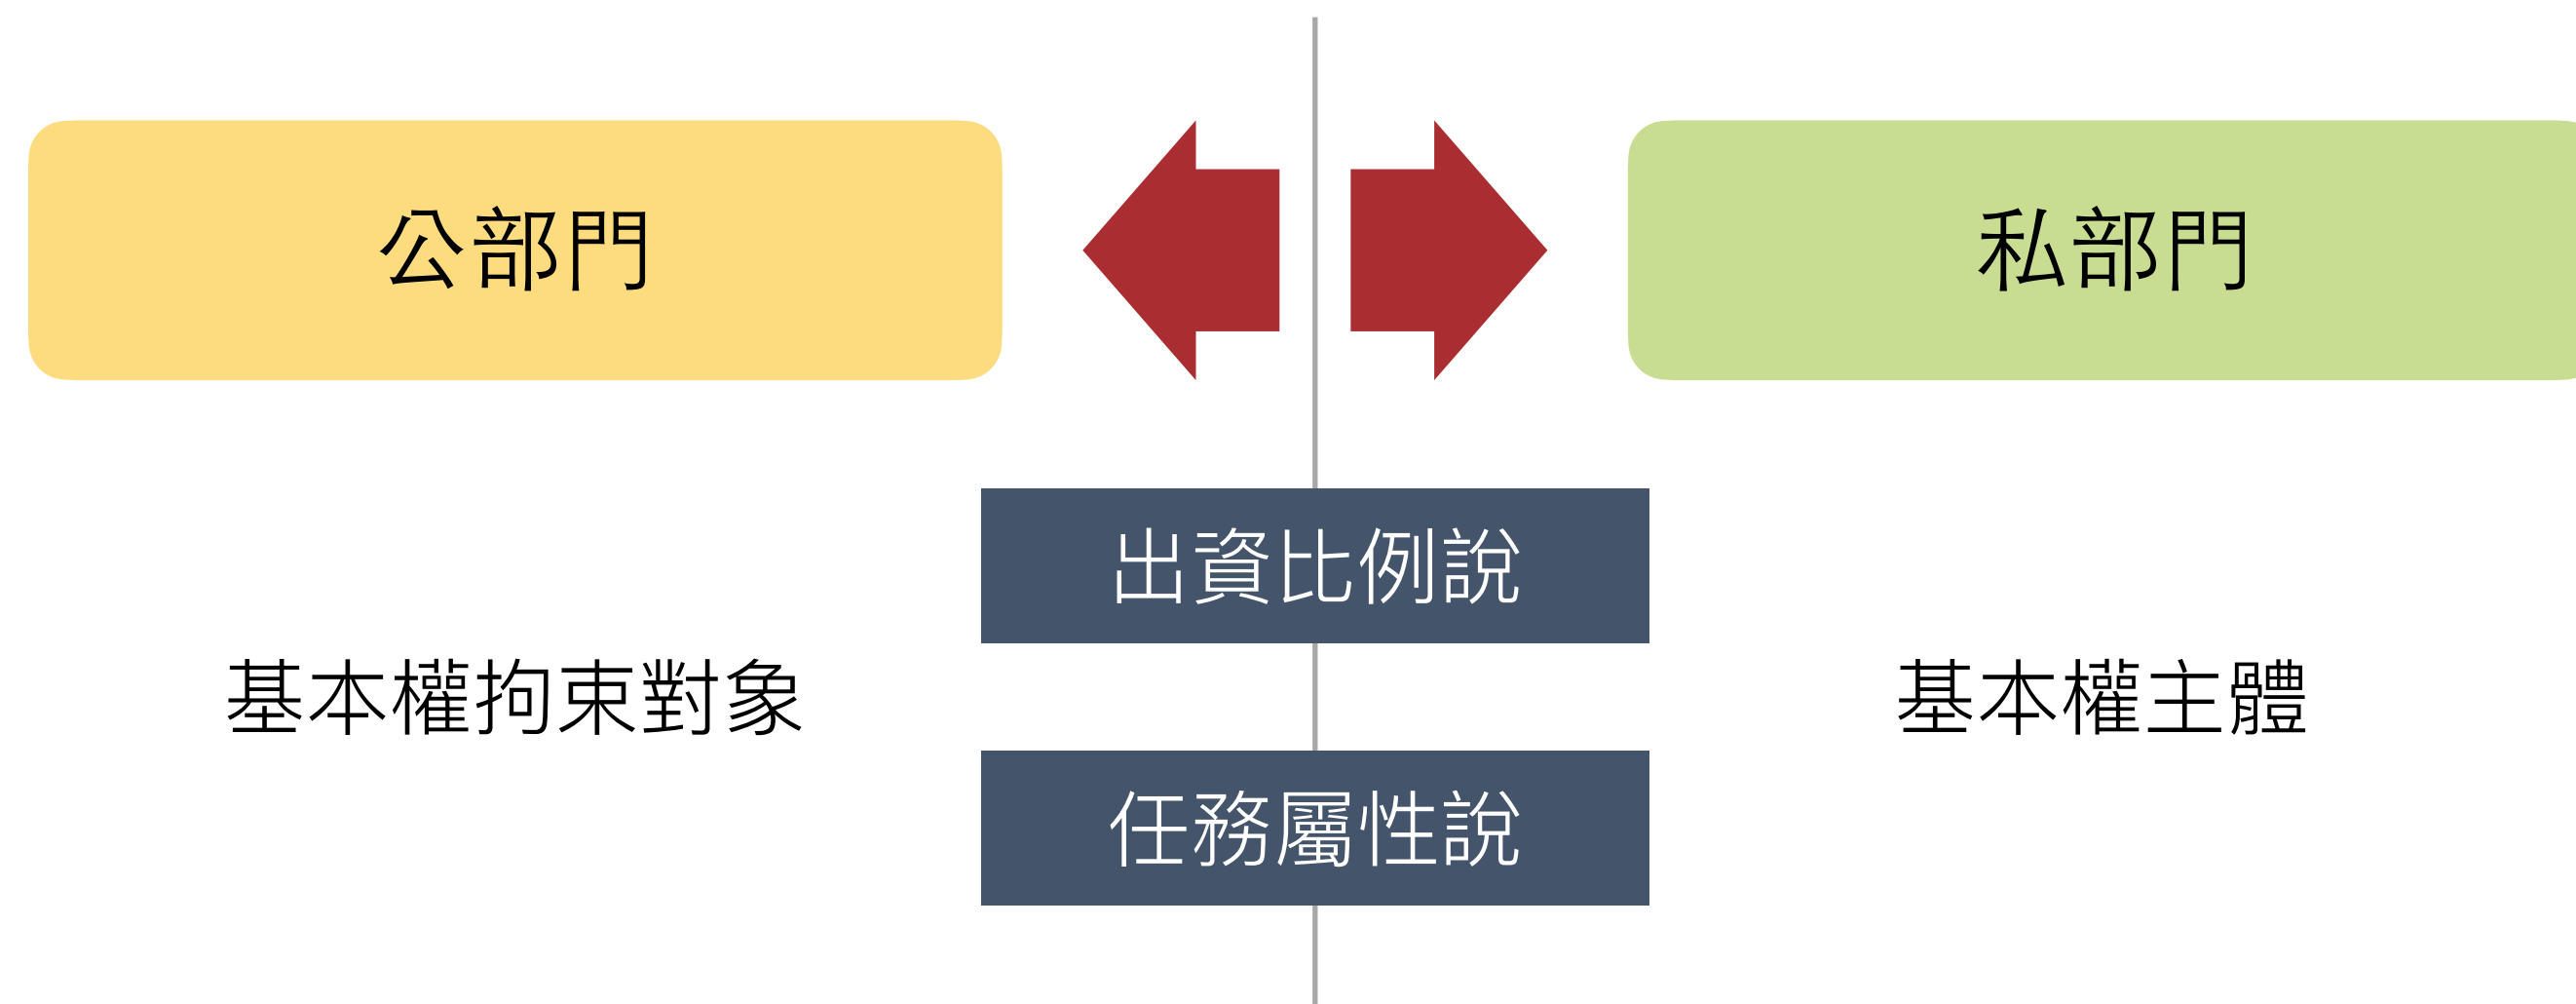 公部門
私部門
出資比例說
基本權拘束對象
基本權主體
任務屬性說